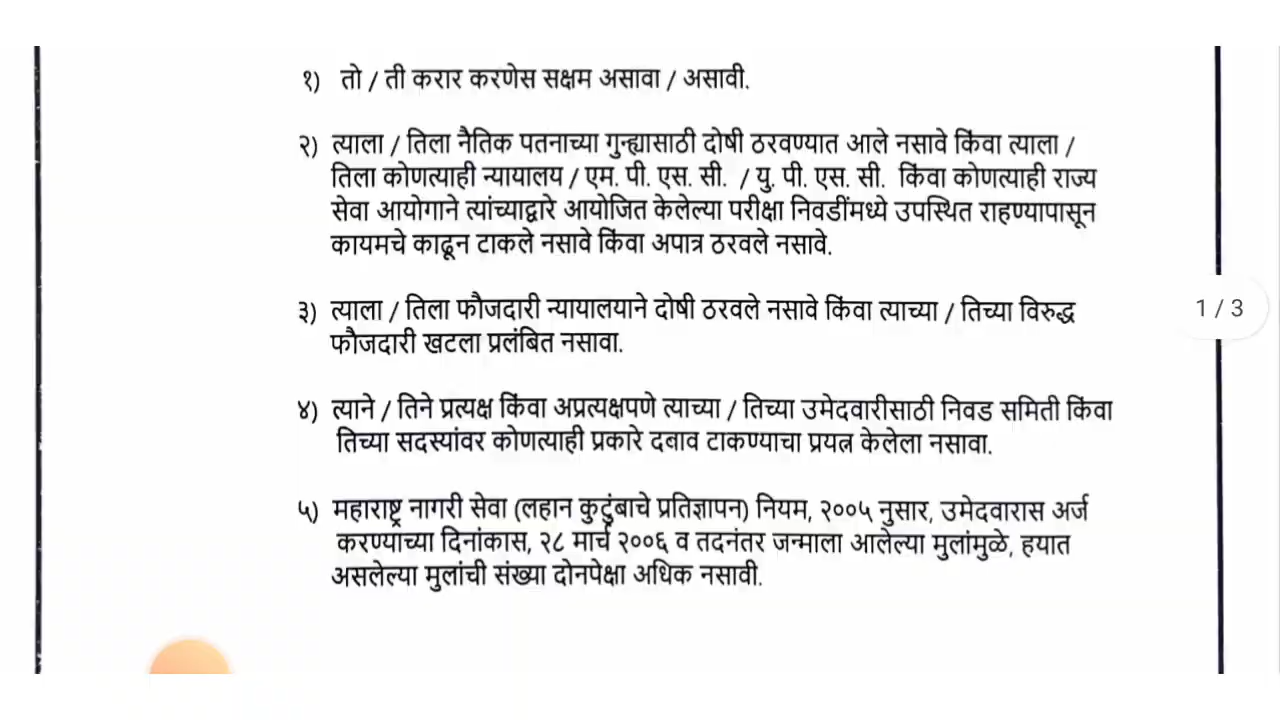 १) तो / ती करार करणेस सक्षम असावा / असावी.
२) त्याला / तिला नैतिक पतनाच्या गुन्ह्यासाठी दोषी ठरवण्यात आले नसावे किंवा त्याला /
तिला कोणत्याही न्यायालय / एम. पी. एस. सी. / यु. पी. एस. सी. किंवा कोणत्याही राज्य
सेवा आयोगाने त्यांच्याद्वारे आयोजित केलेल्या परीक्षा निवडींमध्ये उपस्थित राहण्यापासून
कायमचे काढून टाकले नसावे किंवा अपात्र ठरवले नसावे.
३) त्याला / तिला फौजदारी न्यायालयाने दोषी ठरवले नसावे किंवा त्याच्या / तिच्या विरुद्ध
फौजदारी खटला प्रलंबित नसावा.
1 / 3
४) त्याने / तिने प्रत्यक्ष किंवा अप्रत्यक्षपणे त्याच्या / तिच्या उमेदवारीसाठी निवड समिती किंवा
तिच्या सदस्यांवर कोणत्याही प्रकारे दबाव टाकण्याचा प्रयत्न केलेला नसावा.
५) महाराष्ट्र नागरी सेवा (लहान कुटुंबाचे प्रतिज्ञापन) नियम, २००५ नुसार, उमेदवारास अर्ज
करण्याच्या दिनांकास, २८ मार्च २००६ व तदनंतर जन्माला आलेल्या मुलांमुळे, हयात
असलेल्या मुलांची संख्या दोनपेक्षा अधिक नसावी.